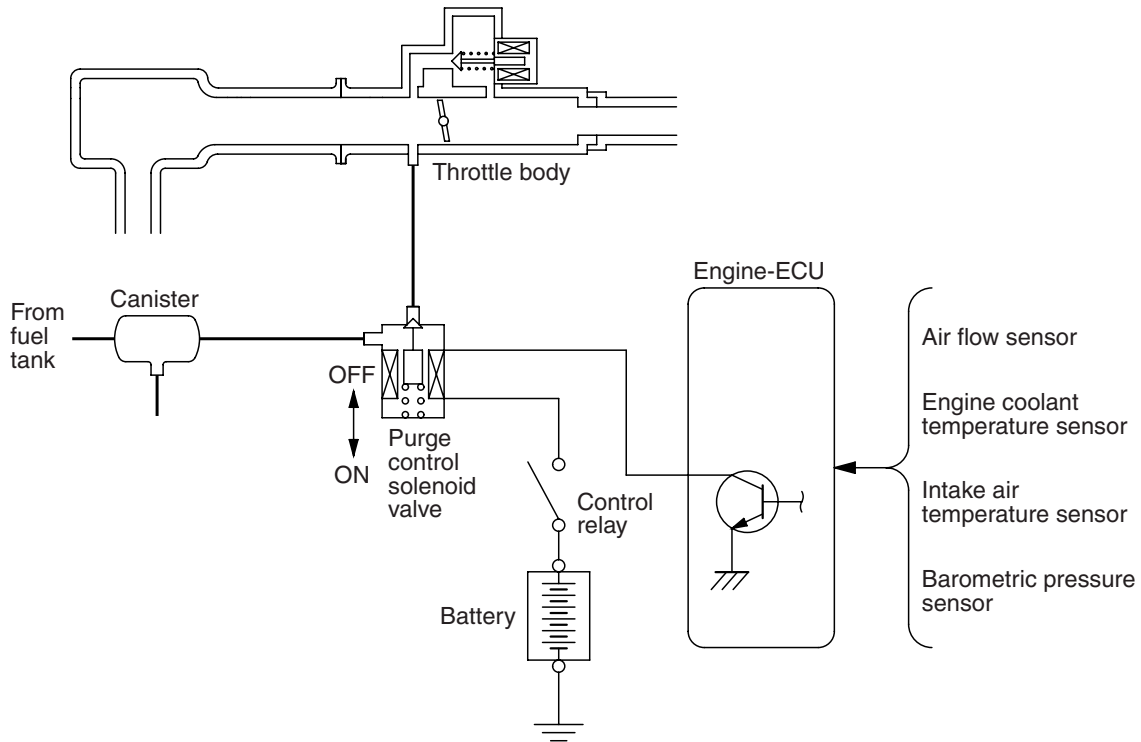 Throttle body
Engine-ECU
Canister
From
fuel
tank
Air flow sensor
OFF
Engine coolant
temperature sensor
Purge
control
solenoid
valve
ON
Control
relay
Intake air
temperature sensor
Barometric pressure
sensor
Battery